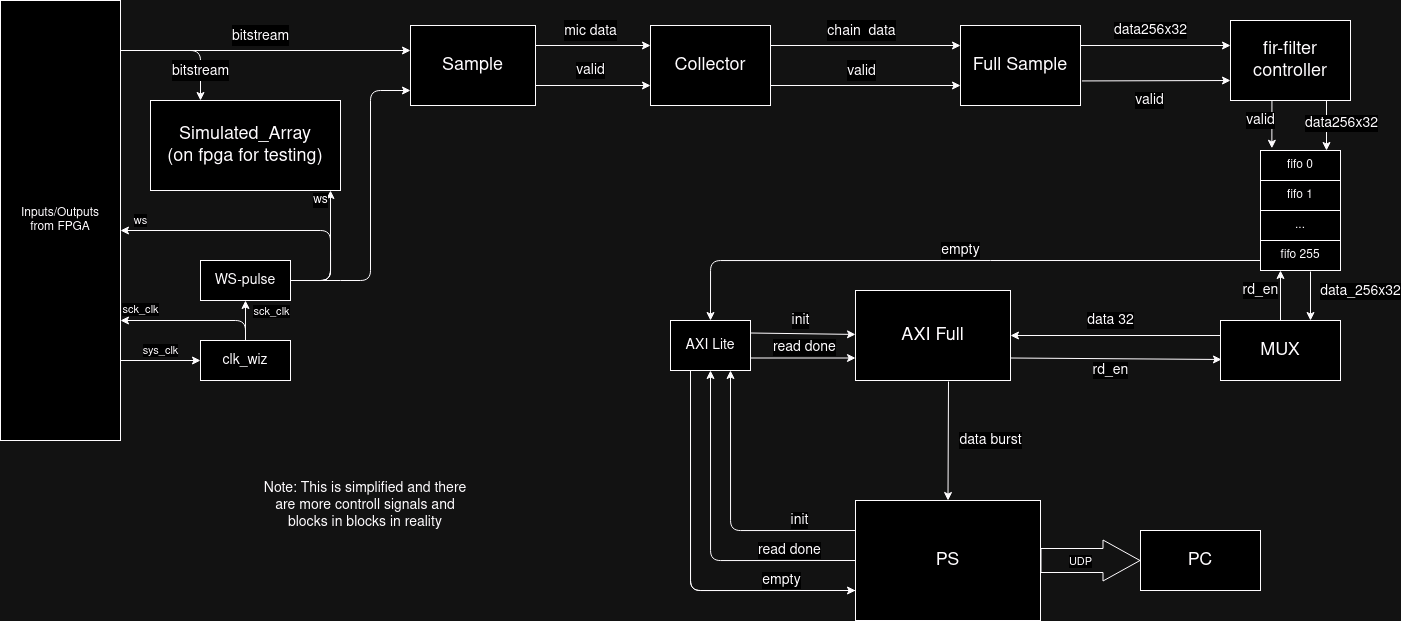 bitstream
mic data
chain  data
data256x32
fir-filter
controller
bitstream
Sample
valid
Collector
valid
Full Sample
valid
valid
data256x32
Simulated_Array
(on fpga for testing)
ws
fifo 0
fifo 1
...
fifo 255
Inputs/Outputs
from FPGA
ws
empty
WS-pulse
sck_clk
sck_clk
rd_en
data_256x32
sys_clk
clk_wiz
AXI Lite
init
read done
AXI Full
data 32
rd_en
MUX
data burst
Note: This is simplified and there
are more controll signals and
blocks in blocks in reality
init
read done
empty
PS
UDP
PC